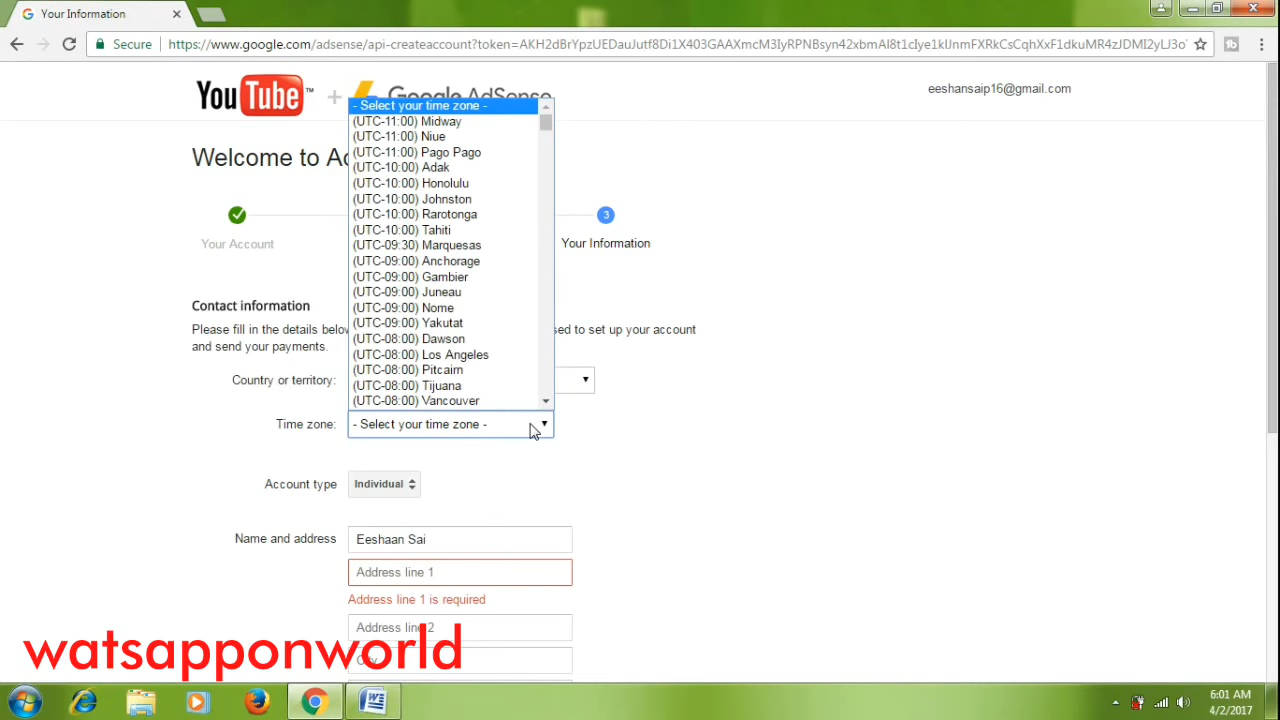 Your Information
Secure
https://www.google.com/adsense/api-createaccount?token=
YouTube™ + Google AdSense
eeshansaip16@gmail.com
Welcome to Ad
Your Account
3
Your Information
- Select your time zone -
(UTC-11:00) Midway
(UTC-11:00) Niue
(UTC-11:00) Pago Pago
(UTC-10:00) Adak
(UTC-10:00) Honolulu
(UTC-10:00) Johnston
(UTC-10:00) Rarotonga
(UTC-10:00) Tahiti
(UTC-09:30) Marquesas
(UTC-09:00) Anchorage
(UTC-09:00) Gambier
(UTC-09:00) Juneau
(UTC-09:00) Nome
(UTC-09:00) Yakutat
(UTC-08:00) Dawson
(UTC-08:00) Los Angeles
(UTC-08:00) Pitcairn
(UTC-08:00) Tijuana
(UTC-08:00) Vancouver
Contact information
Please fill in the details belo sed to set up your account
and send your payments.
Country or territory:
Time zone: - Select your time zone -
Account type Individual
Name and address Eeshaan Sai
Address line 1
Address line 1 is required
Address line 2
City
watsapponworld
6:01 AM
4/2/2017